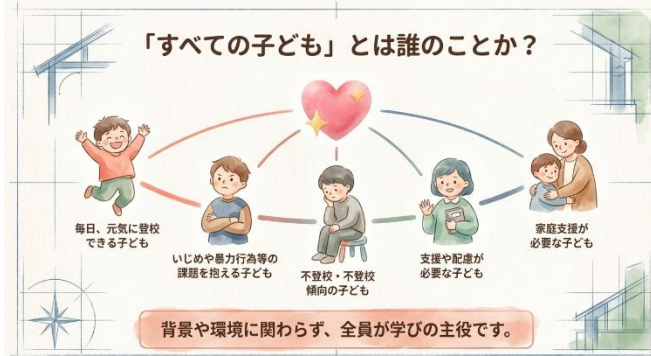 「すべての子ども」とは誰のことか？
毎日、元気に登校
できる子ども
いじめや暴力行為等の
課題を抱える子ども
不登校・不登校
傾向の子ども
支援や配慮が
必要な子ども
家庭支援が
必要な子ども
背景や環境に関わらず、全員が学びの主役です。